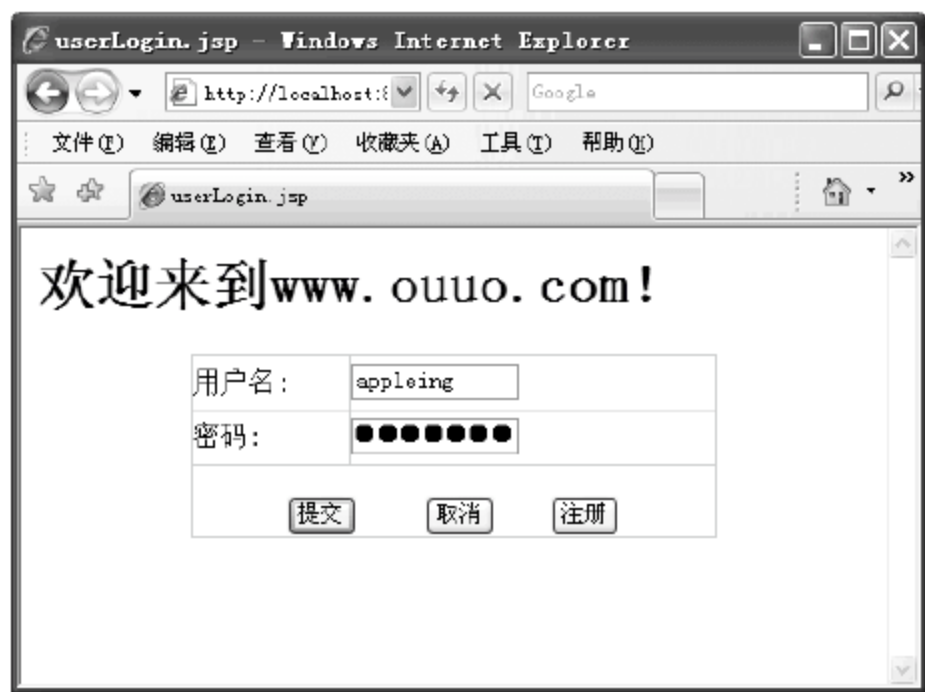 userLogin.jsp - Windows Internet Explorer
http://localhost:8
Google
文件(F) 编辑(E) 查看(V) 收藏夹(A) 工具(T) 帮助(H)
userLogin.jsp
欢迎来到www.ouuo.com!
用户名: appleing
密码: ●●●●●●●
提交 取消 注册